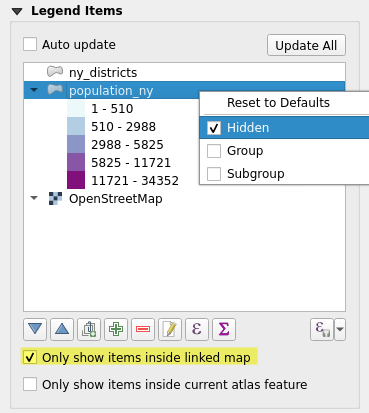 Legend Items
Auto update
Update All
ny_districts
population_ny
Reset to Defaults
Hidden
Group
Subgroup
1 - 510
510 - 2988
2988 - 5825
5825 - 11721
11721 - 34352
OpenStreetMap
ε Σ
ε
Only show items inside linked map
Only show items inside current atlas feature